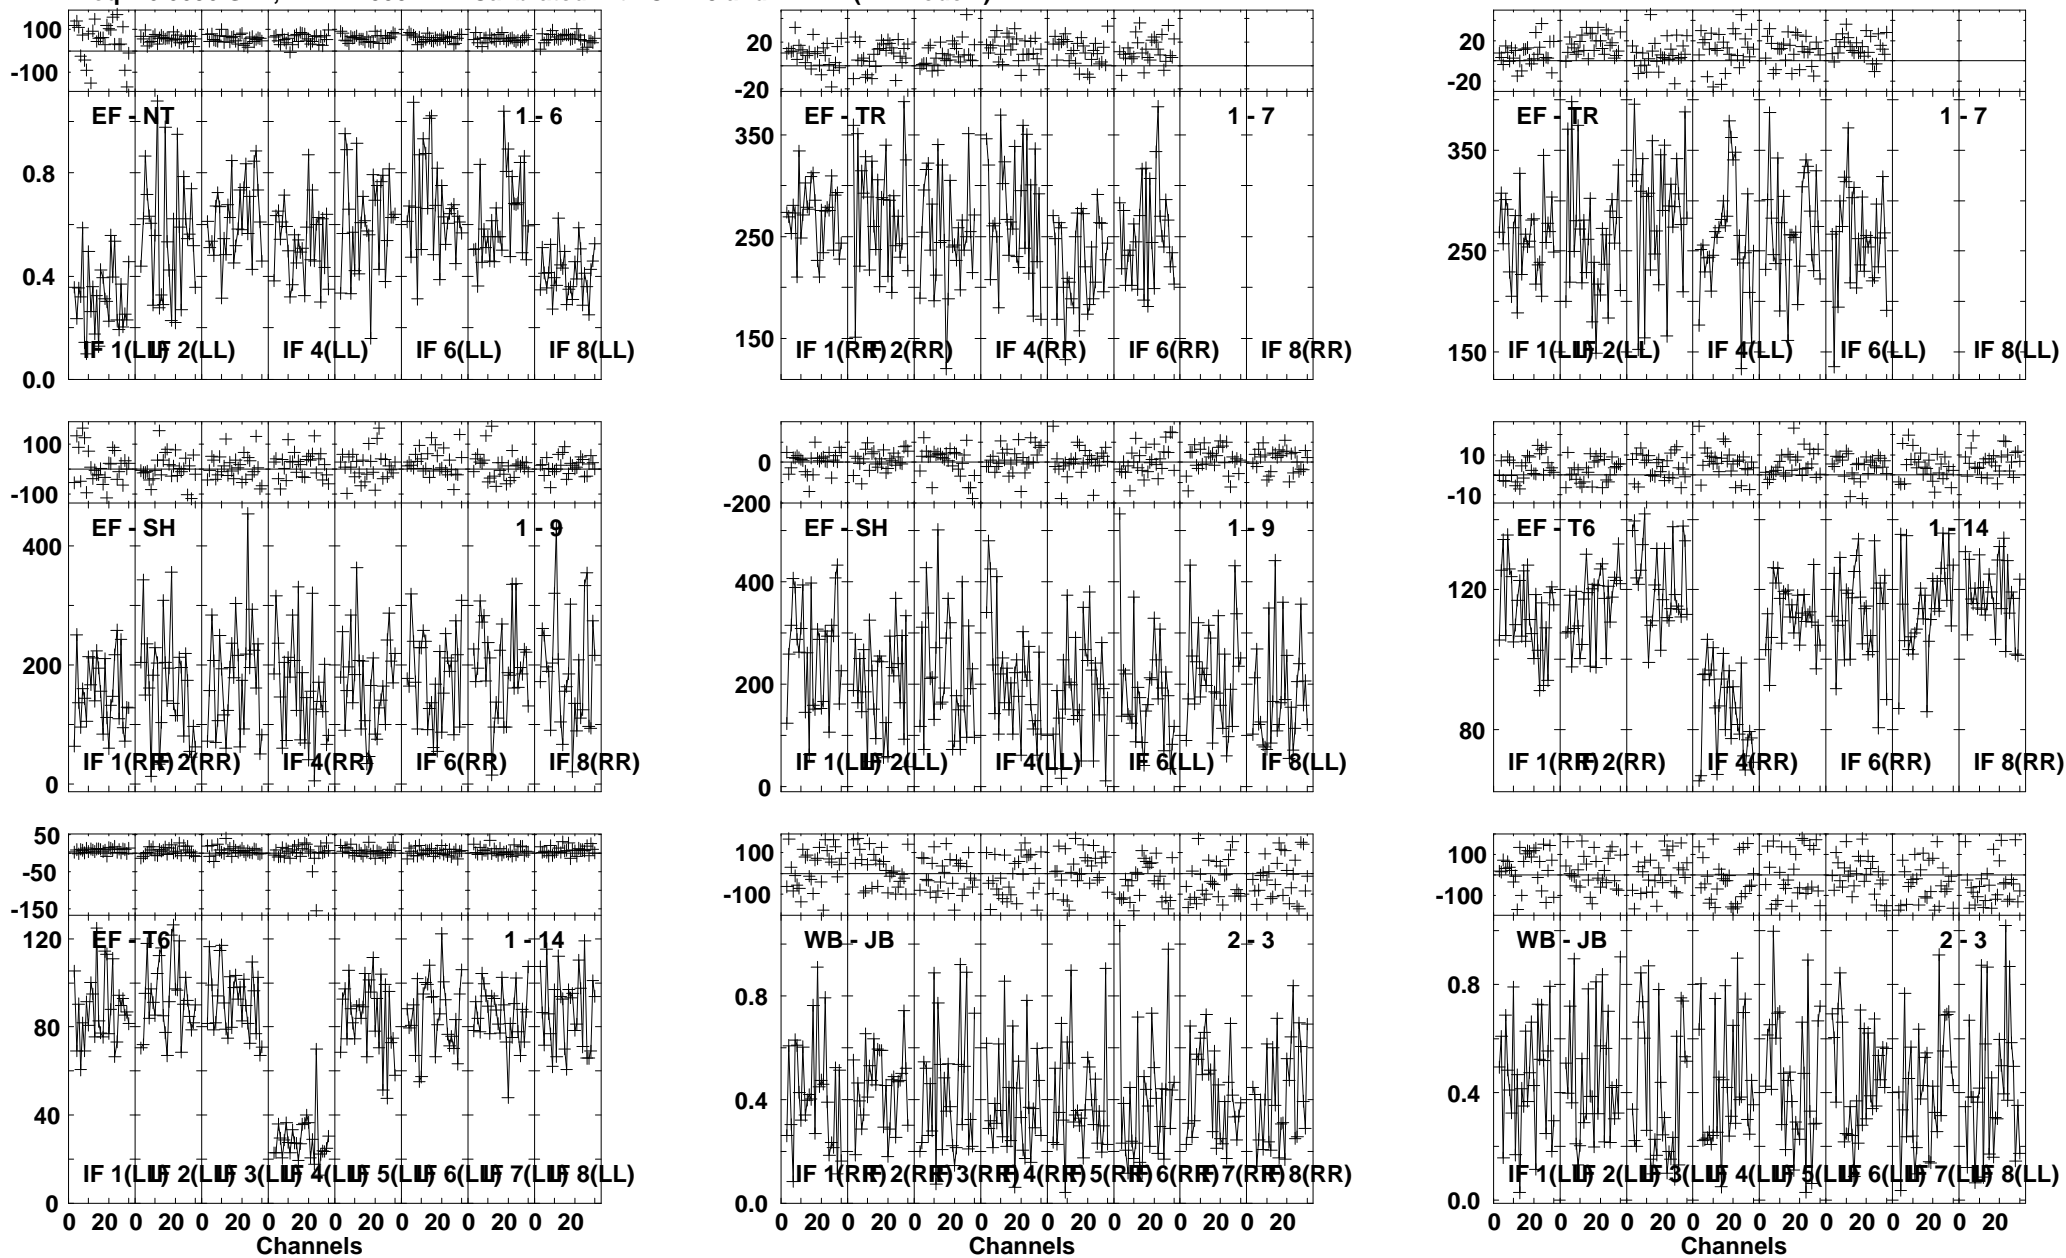 100
-100
EF - NT 1 - 6
0.8
0.4
0.0
IF 1(LL) IF 2(LL) IF 4(LL) IF 6(LL) IF 8(LL)
20
-20
EF - TR 1 - 7
350
250
150
IF 1(RR) IF 2(RR) IF 4(RR) IF 6(RR) IF 8(RR)
20
-20
EF - TR 1 - 7
350
250
150
IF 1(LL) IF 2(LL) IF 4(LL) IF 6(LL) IF 8(LL)
100
-100
EF - SH 1 - 9
400
200
0
IF 1(RR) IF 2(RR) IF 4(RR) IF 6(RR) IF 8(RR)
0
-200
EF - SH 1 - 9
400
200
0
IF 1(LL) IF 2(LL) IF 4(LL) IF 6(LL) IF 8(LL)
10
-10
EF - T6 1 - 14
120
80
IF 1(RR) IF 2(RR) IF 4(RR) IF 6(RR) IF 8(RR)
50
-50
-150
EF - T6 1 - 14
120
80
40
0
IF 1(LL) IF 2(LL) IF 3(LL) IF 4(LL) IF 5(LL) IF 6(LL) IF 7(LL) IF 8(LL)
0 20 0 20 0 20 0 20 0 20 0 20 0 20 0 20
Channels
100
-100
WB - JB 2 - 3
0.8
0.4
0.0
IF 1(RR) IF 2(RR) IF 3(RR) IF 4(RR) IF 5(RR) IF 6(RR) IF 7(RR) IF 8(RR)
0 20 0 20 0 20 0 20 0 20 0 20 0 20 0 20
Channels
100
-100
WB - JB 2 - 3
0.8
0.4
0.0
IF 1(LL) IF 2(LL) IF 3(LL) IF 4(LL) IF 5(LL) IF 6(LL) IF 7(LL) IF 8(LL)
0 20 0 20 0 20 0 20 0 20 0 20 0 20 0 20
Channels